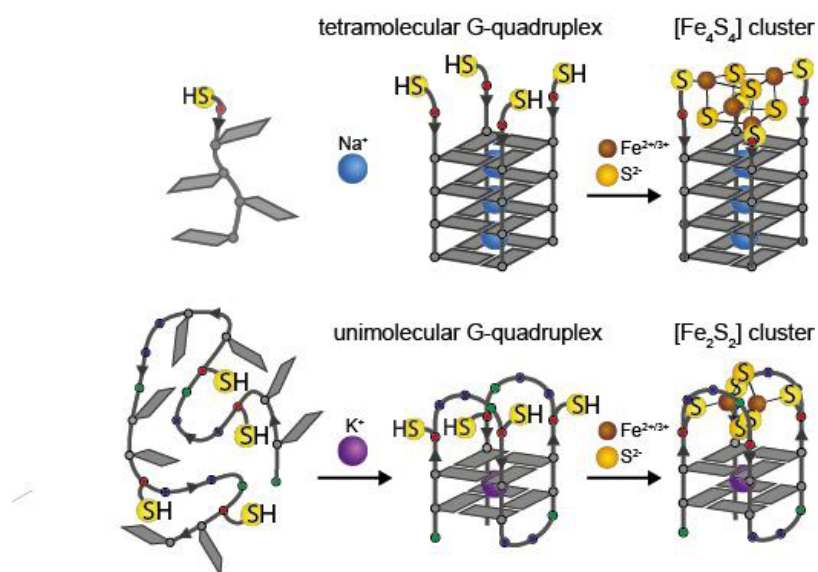 tetramolecular G-quadruplex
[Fe₄S₄] cluster
HS
Na⁺
HS
SH
HS
SH
Fe²⁺/³⁺
S²⁻
S
S
S
S
S
S
S
S
unimolecular G-quadruplex
[Fe₂S₂] cluster
SH
SH
SH
SH
K⁺
HS
HS
SH
SH
Fe²⁺/³⁺
S²⁻
S
S
S
S
S
S